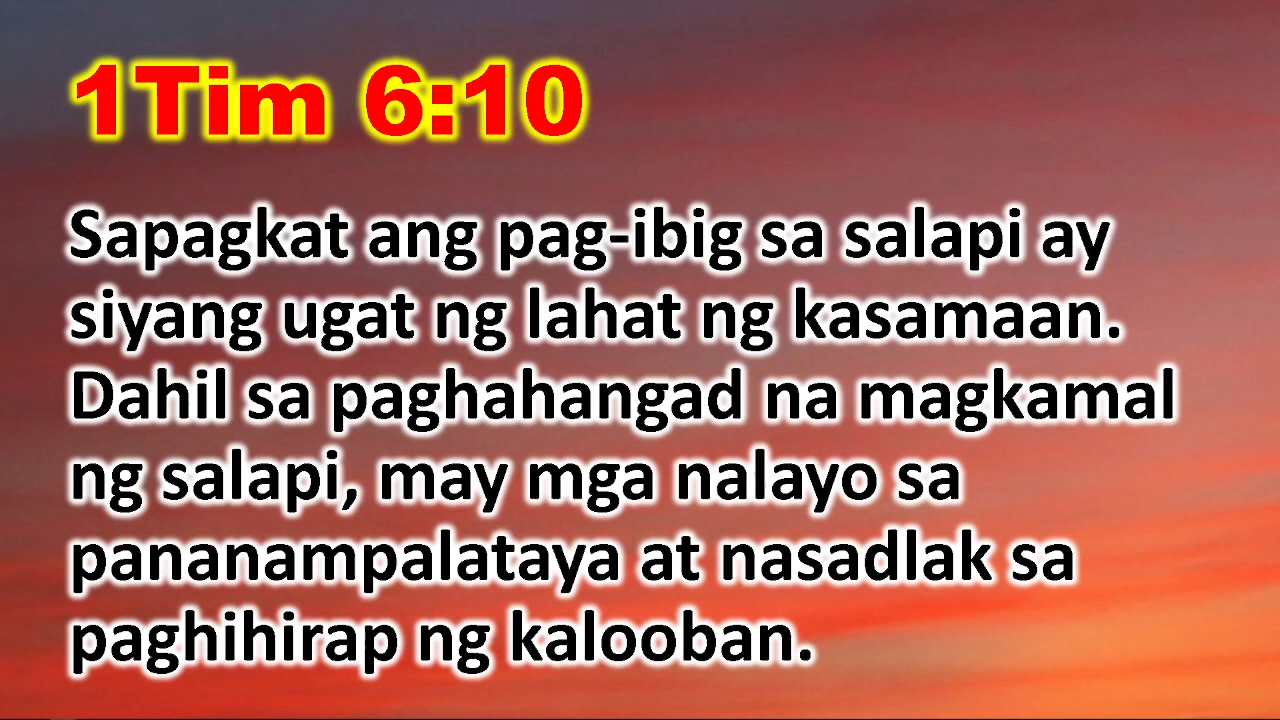 1Tim 6:10
Sapagkat ang pag-ibig sa salapi ay
siyang ugat ng lahat ng kasamaan.
Dahil sa paghahangad na magkamal
ng salapi, may mga nalayo sa
pananampalataya at nasadlak sa
paghihirap ng kalooban.